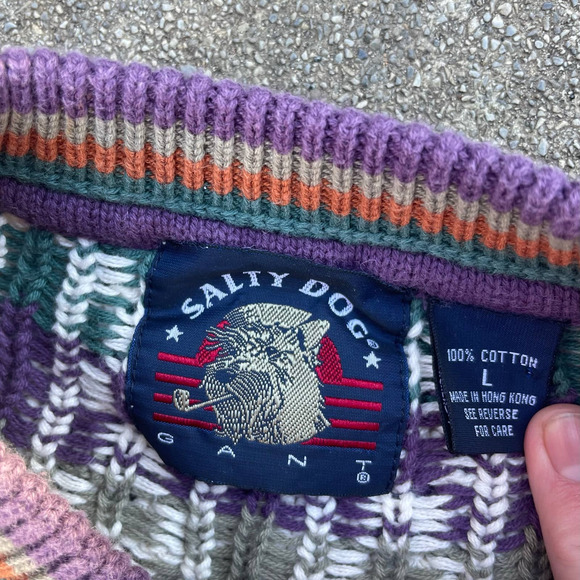 SALTY DOG®
GANT®
100% COTTON
L
MADE IN HONG KONG
SEE REVERSE
FOR CARE